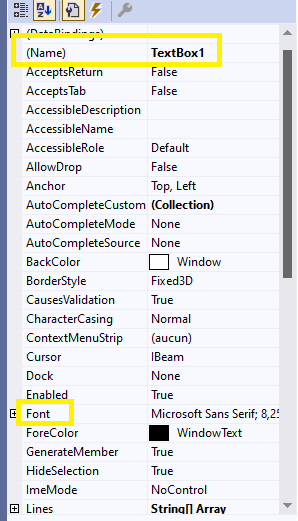 (DataBindings)
(Name) TextBox1
AcceptsReturn False
AcceptsTab False
AccessibleDescription
AccessibleName
AccessibleRole Default
AllowDrop False
Anchor Top, Left
AutoCompleteCustom (Collection)
AutoCompleteMode None
AutoCompleteSource None
BackColor Window
BorderStyle Fixed3D
CausesValidation True
CharacterCasing Normal
ContextMenuStrip (aucun)
Cursor IBeam
Dock None
Enabled True
Font Microsoft Sans Serif; 8,25
ForeColor WindowText
GenerateMember True
HideSelection True
ImeMode NoControl
Lines String[] Array